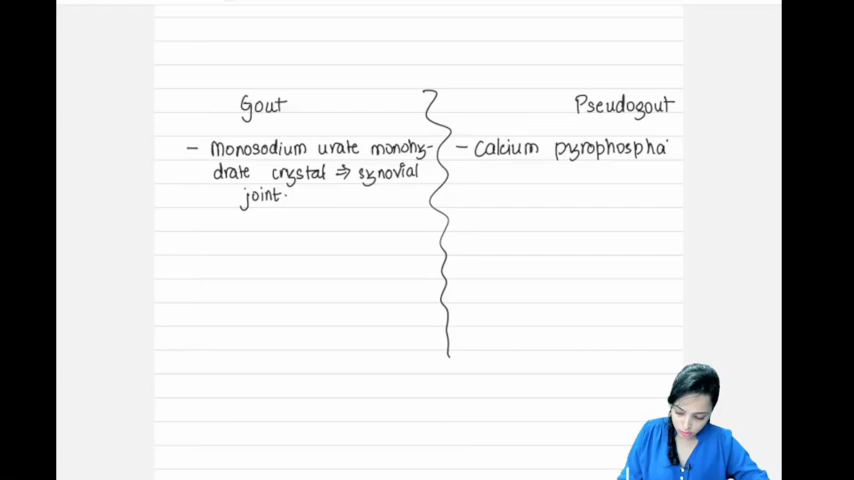 Gout
Pseudogout
- Monosodium urate monohy-
drate crystal ⇒ synovial
joint.
- Calcium pyrophospha